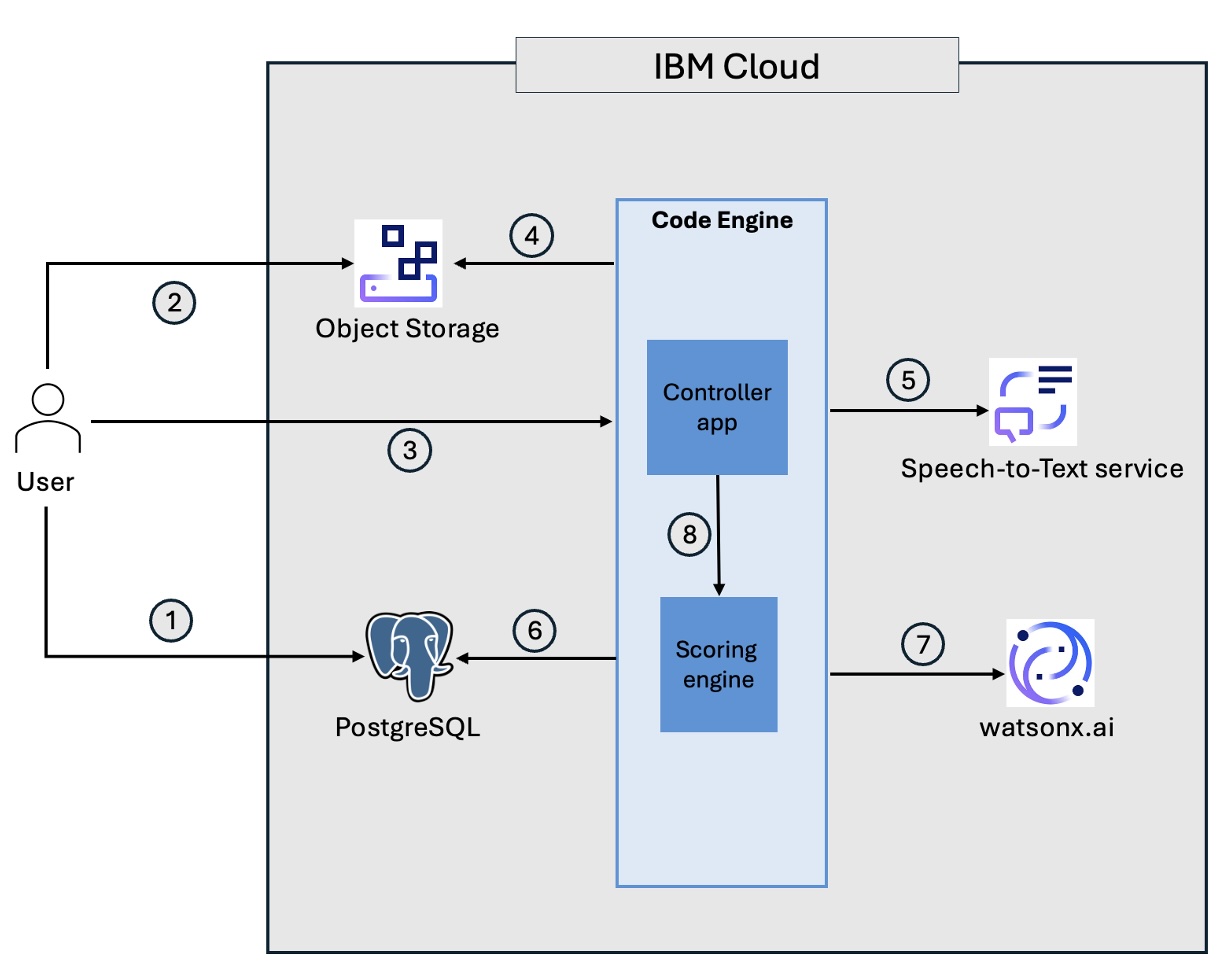 IBM Cloud
Code Engine
4
2
Object Storage
Controller
app
5
3
Speech-to-Text service
User
8
1
6
7
Scoring
engine
PostgreSQL
watsonx.ai